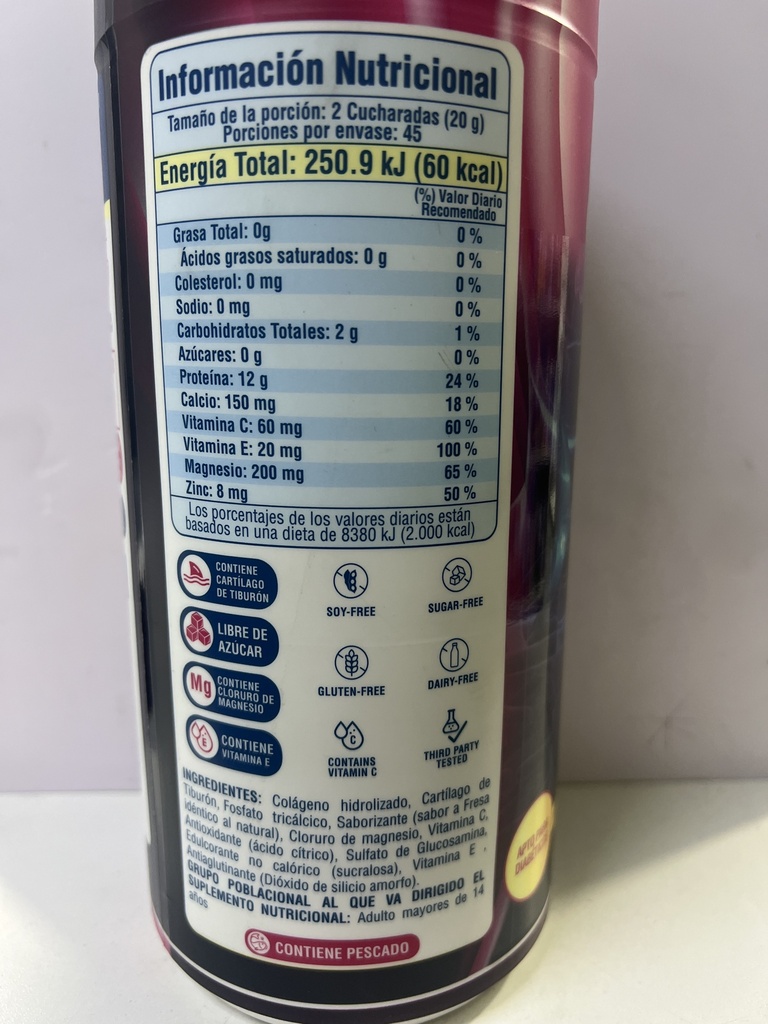 Información Nutricional
Tamaño de la porción: 2 Cucharadas (20 g)
Porciones por envase: 45
Energía Total: 250.9 kJ (60 kcal)
(%) Valor Diario
Recomendado
Grasa Total: 0g 0 %
Ácidos grasos saturados: 0 g 0 %
Colesterol: 0 mg 0 %
Sodio: 0 mg 0 %
Carbohidratos Totales: 2 g 1 %
Azúcares: 0 g 0 %
Proteína: 12 g 24 %
Calcio: 150 mg 18 %
Vitamina C: 60 mg 60 %
Vitamina E: 20 mg 100 %
Magnesio: 200 mg 65 %
Zinc: 8 mg 50 %
Los porcentajes de los valores diarios están
basados en una dieta de 8380 kJ (2.000 kcal)
CONTIENE
CARTÍLAGO
DE TIBURÓN
SOY-FREE
SUGAR-FREE
LIBRE DE
AZÚCAR
GLUTEN-FREE
DAIRY-FREE
Mg
CONTIENE
CLORURO DE
MAGNESIO
E
CONTIENE
VITAMINA E
C
CONTAINS
VITAMIN C
THIRD PARTY
TESTED
INGREDIENTES: Colágeno hidrolizado, Cartílago de
Tiburón, Fosfato tricálcico, Saborizante (sabor a Fresa
idéntico al natural), Cloruro de magnesio, Vitamina C,
Antioxidante (ácido cítrico), Sulfato de Glucosamina,
Edulcorante no calórico (sucralosa), Vitamina E ,
Antiaglutinante (Dióxido de silicio amorfo).
GRUPO POBLACIONAL AL QUE VA DIRIGIDO EL
SUPLEMENTO NUTRICIONAL: Adulto mayores de 14
años
CONTIENE PESCADO